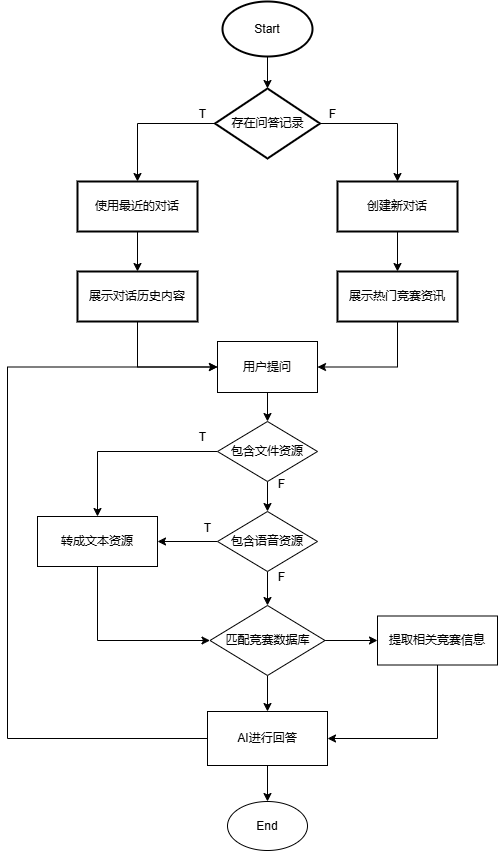 Start
存在问答记录
T
F
使用最近的对话
创建新对话
展示对话历史内容
展示热门竞赛资讯
用户提问
包含文件资源
T
F
转成文本资源
包含语音资源
T
F
匹配竞赛数据库
提取相关竞赛信息
AI进行回答
End